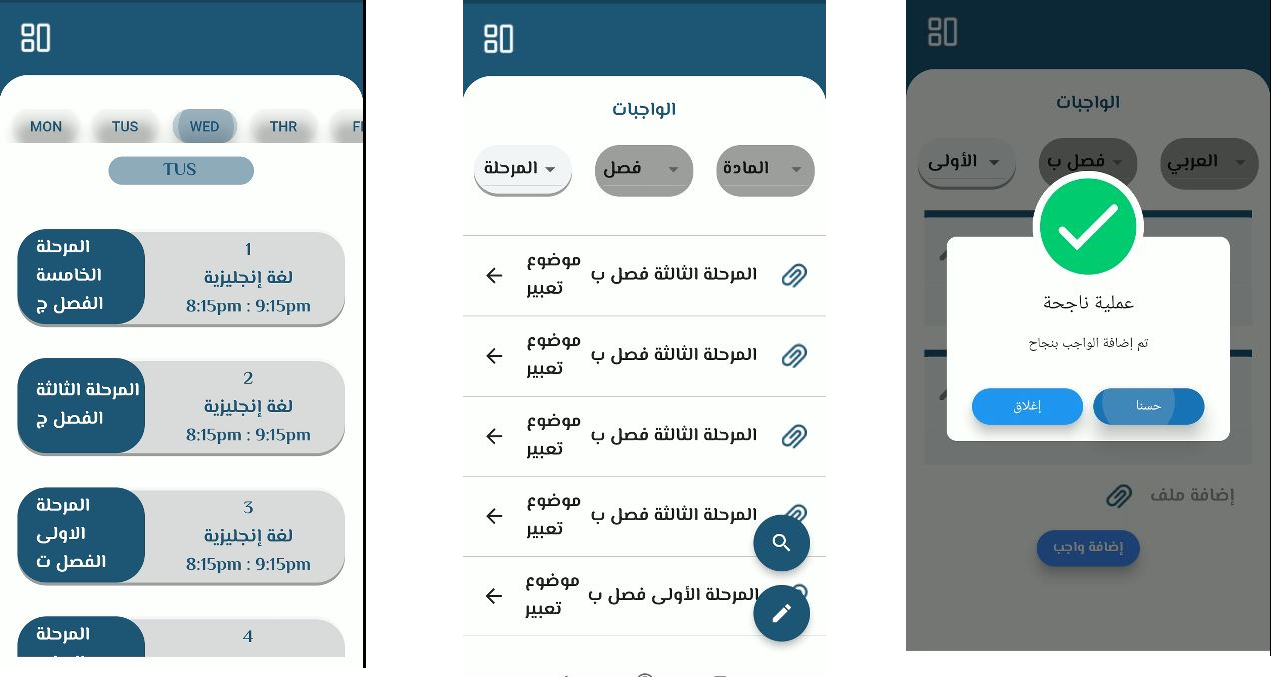 MON TUS WED THR
TUS
المرحلة
الخامسة
الفصل ج
1
لغة إنجليزية
8:15pm : 9:15pm
المرحلة الثالثة
الفصل ج
2
لغة إنجليزية
8:15pm : 9:15pm
المرحلة
الاولى
الفصل ت
3
لغة إنجليزية
8:15pm : 9:15pm
المرحلة
4
الواجبات
المادة فصل المرحلة
المرحلة الثالثة فصل ب
موضوع
تعبير
المرحلة الثالثة فصل ب
موضوع
تعبير
المرحلة الثالثة فصل ب
موضوع
تعبير
المرحلة الثالثة فصل ب
موضوع
تعبير
المرحلة الأولى فصل ب
موضوع
تعبير
الواجبات
العربي فصل ب الأولى
عملية ناجحة
تم إضافة الواجب بنجاح
حسنا إغلاق
إضافة ملف
إضافة واجب